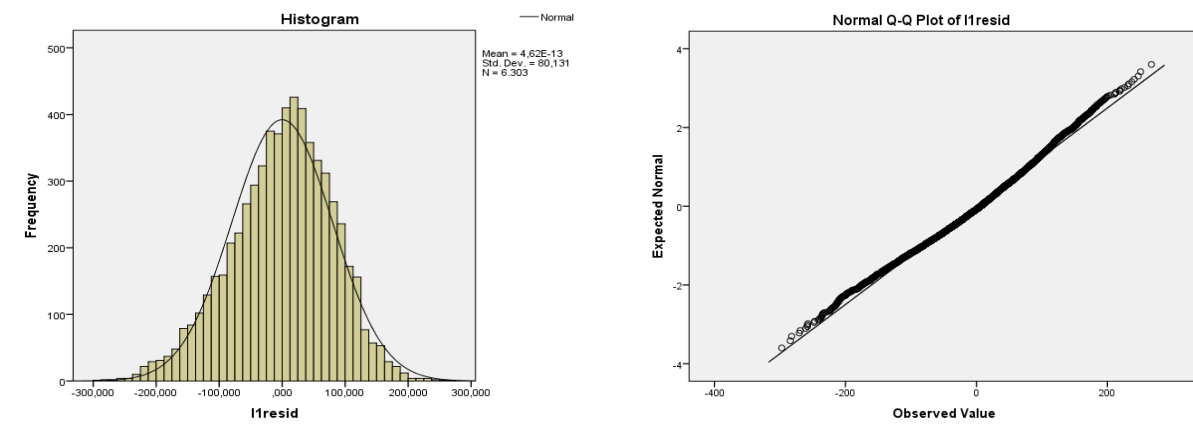 Histogram
Normal
Mean = 4,62E-13
Std. Dev. = 80,131
N = 6.303
Frequency
500
400
300
200
100
0
-300,000 -200,000 -100,000 ,000 100,000 200,000 300,000
l1resid
Normal Q-Q Plot of l1resid
Expected Normal
4
2
0
-2
-4
-400 -200 0 200
Observed Value